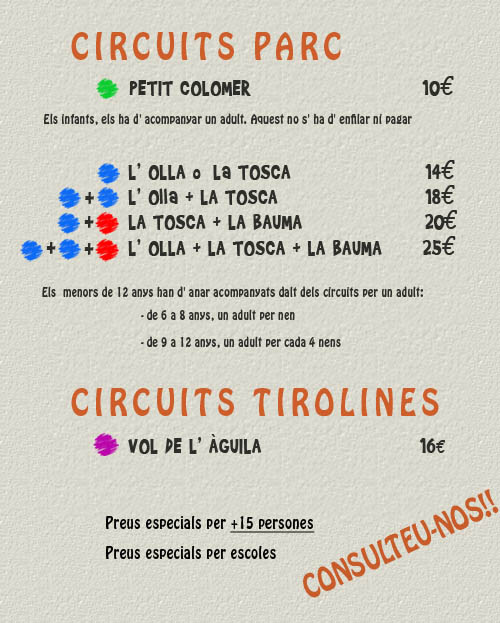 CIRCUITS PARC
PETIT COLOMER 10€
Els infants, els ha d' acompanyar un adult. Aquest no s' ha d' enfilar ni pagar
L' OLLA o La TOSCA 14€
+ L' Olla + LA TOSCA 18€
+ LA TOSCA + LA BAUMA 20€
+ + L' OLLA + LA TOSCA + LA BAUMA 25€
Els menors de 12 anys han d' anar acompanyats dalt dels circuits per un adult:
- de 6 a 8 anys, un adult per nen
- de 9 a 12 anys, un adult per cada 4 nens
CIRCUITS TIROLINES
VOL DE L' ÀGUILA 16€
Preus especials per +15 persones
Preus especials per escoles
CONSULTEU-NOS!!